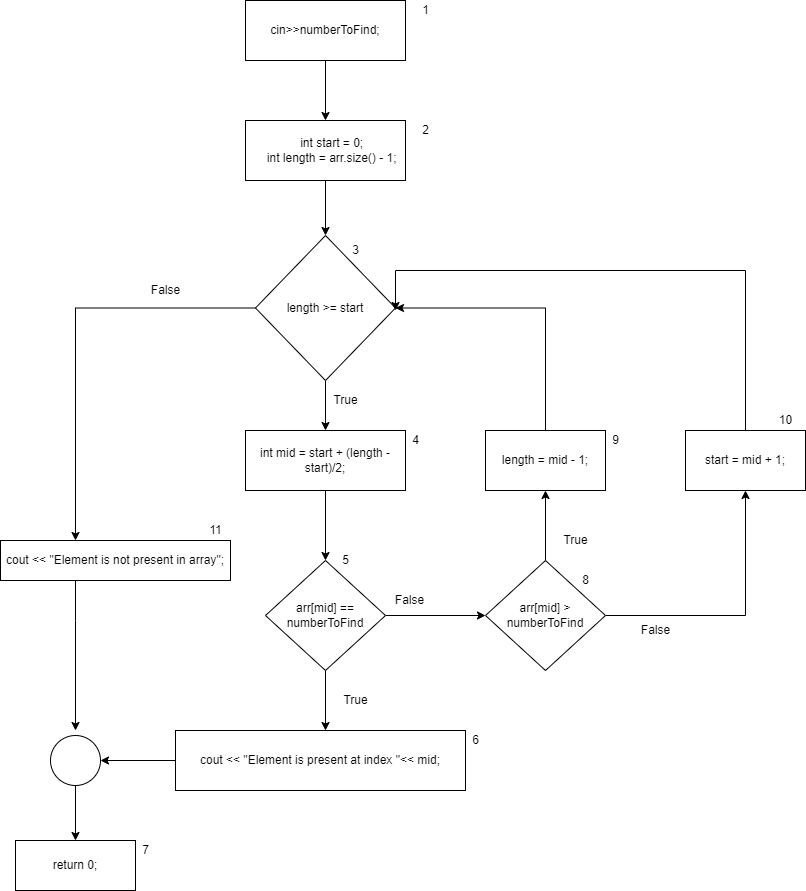 1
cin>>numberToFind;
2
int start = 0;
int length = arr.size() - 1;
3
False
length >= start
True
10
4
9
int mid = start + (length -
start)/2;
length = mid - 1;
start = mid + 1;
11
True
cout << "Element is not present in array";
5
8
False
arr[mid] ==
numberToFind
arr[mid] >
numberToFind
False
True
6
cout << "Element is present at index "<< mid;
7
return 0;